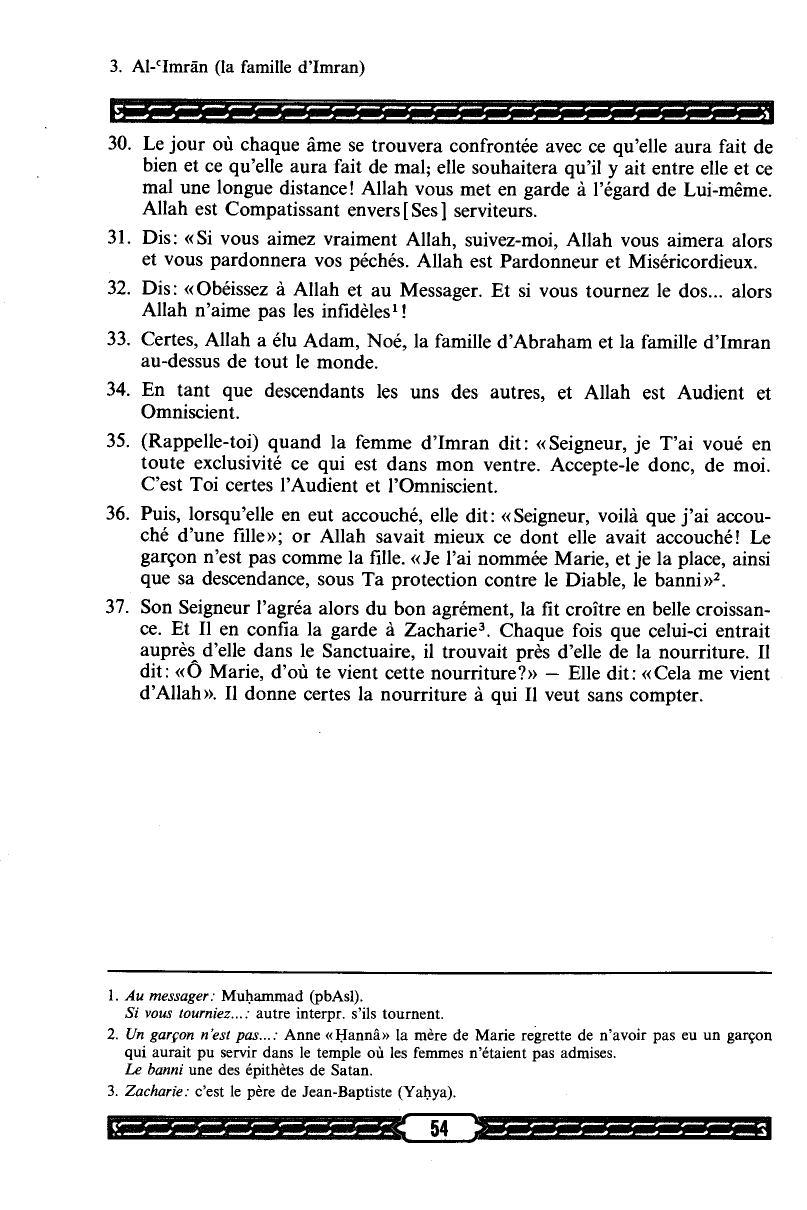 3. Al-ʿImrān (la famille d'Imran)
30. Le jour où chaque âme se trouvera confrontée avec ce qu'elle aura fait de
bien et ce qu'elle aura fait de mal; elle souhaitera qu'il y ait entre elle et ce
mal une longue distance! Allah vous met en garde à l'égard de Lui-même.
Allah est Compatissant envers [Ses] serviteurs.
31. Dis: «Si vous aimez vraiment Allah, suivez-moi, Allah vous aimera alors
et vous pardonnera vos péchés. Allah est Pardonneur et Miséricordieux.
32. Dis: «Obéissez à Allah et au Messager. Et si vous tournez le dos... alors
Allah n'aime pas les infidèles¹!
33. Certes, Allah a élu Adam, Noé, la famille d'Abraham et la famille d'Imran
au-dessus de tout le monde.
34. En tant que descendants les uns des autres, et Allah est Audient et
Omniscient.
35. (Rappelle-toi) quand la femme d'Imran dit: «Seigneur, je T'ai voué en
toute exclusivité ce qui est dans mon ventre. Accepte-le donc, de moi.
C'est Toi certes l'Audient et l'Omniscient.
36. Puis, lorsqu'elle en eut accouché, elle dit: «Seigneur, voilà que j'ai accou-
ché d'une fille»; or Allah savait mieux ce dont elle avait accouché! Le
garçon n'est pas comme la fille. «Je l'ai nommée Marie, et je la place, ainsi
que sa descendance, sous Ta protection contre le Diable, le banni»².
37. Son Seigneur l'agréa alors du bon agrément, la fit croître en belle croissan-
ce. Et Il en confia la garde à Zacharie³. Chaque fois que celui-ci entrait
auprès d'elle dans le Sanctuaire, il trouvait près d'elle de la nourriture. Il
dit: «Ô Marie, d'où te vient cette nourriture?» — Elle dit: «Cela me vient
d'Allah». Il donne certes la nourriture à qui Il veut sans compter.
1. Au messager: Muḥammad (pbAsl).
Si vous tourniez...: autre interpr. s'ils tournent.
2. Un garçon n'est pas...: Anne «Ḥannâ» la mère de Marie regrette de n'avoir pas eu un garçon
qui aurait pu servir dans le temple où les femmes n'étaient pas admises.
Le banni une des épithètes de Satan.
3. Zacharie: c'est le père de Jean-Baptiste (Yaḥya).
54